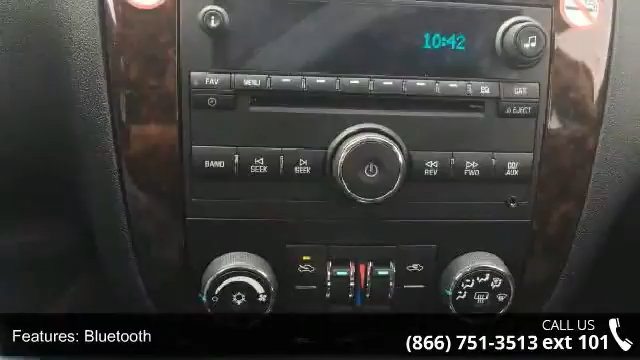 10:42
FAV MENU CAT
EJECT
BAND SEEK SEEK REV FWD CD/
AUX
Features: Bluetooth
CALL US
(866) 751-3513 ext 101